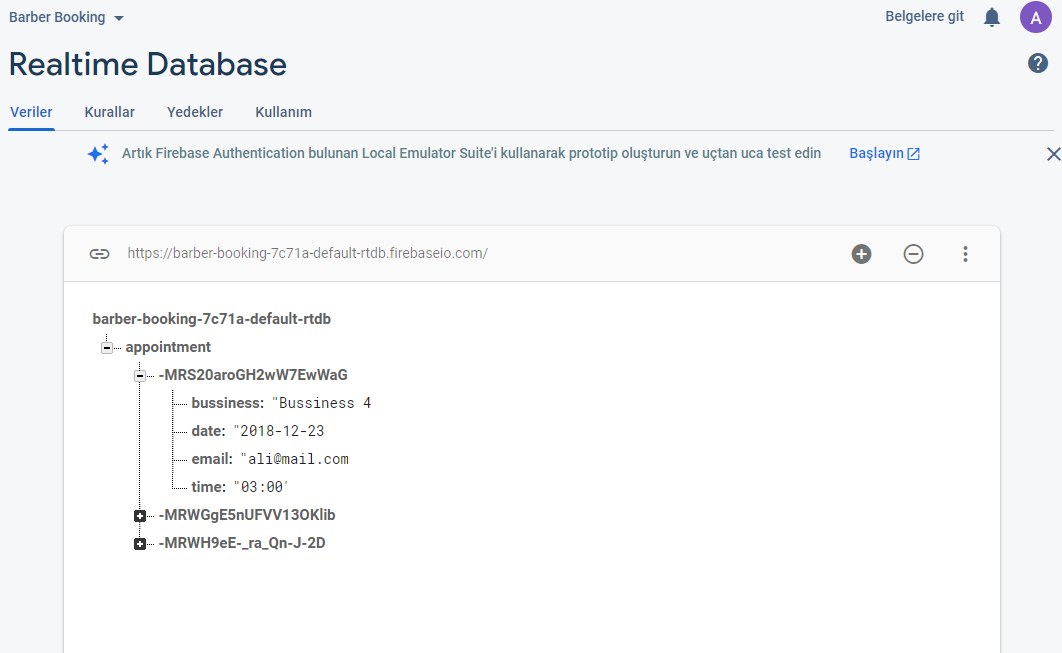 Barber Booking
Belgelere git
A
Realtime Database
?
Veriler Kurallar Yedekler Kullanım
Artık Firebase Authentication bulunan Local Emulator Suite'i kullanarak prototip oluşturun ve uçtan uca test edin Başlayın
https://barber-booking-7c71a-default-rtdb.firebaseio.com/
barber-booking-7c71a-default-rtdb
appointment
-MRS20aroGH2wW7EwWaG
bussiness: "Bussiness 4
date: "2018-12-23
email: "ali@mail.com
time: "03:00'
-MRWGgE5nUFVV13OKlib
-MRWH9eE-_ra_Qn-J-2D